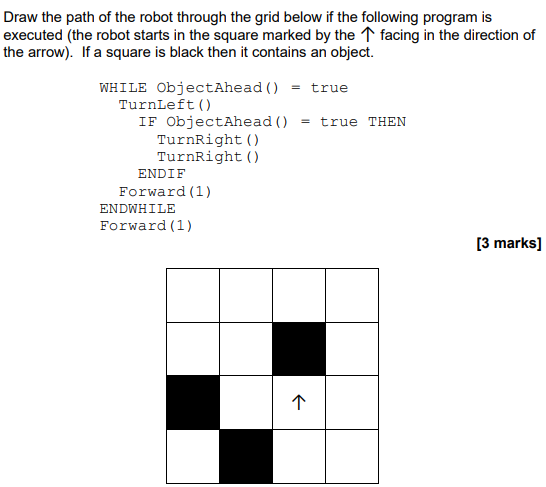 Draw the path of the robot through the grid below if the following program is
executed (the robot starts in the square marked by the ↑ facing in the direction of
the arrow). If a square is black then it contains an object.
WHILE ObjectAhead() = true
TurnLeft()
IF ObjectAhead() = true THEN
TurnRight()
TurnRight()
ENDIF
Forward(1)
ENDWHILE
Forward(1)
[3 marks]
↑